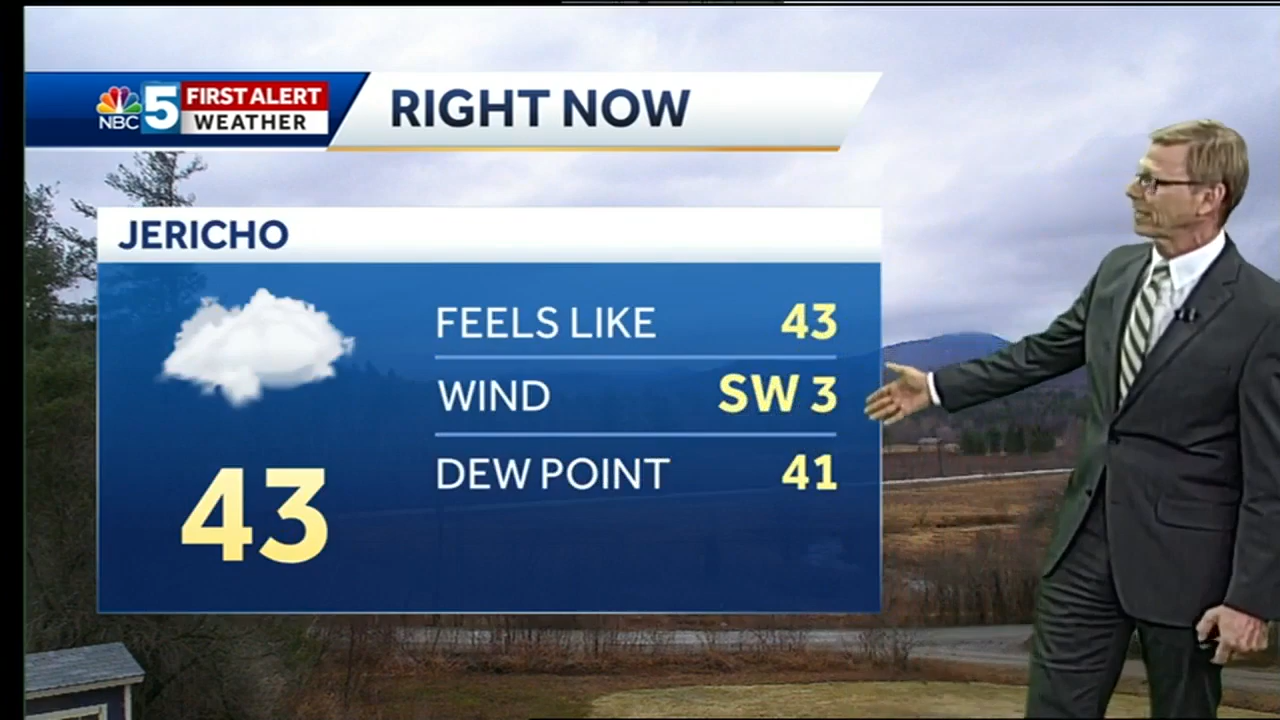 NBC 5 FIRST ALERT
WEATHER
RIGHT NOW
JERICHO
FEELS LIKE 43
WIND SW 3
DEW POINT 41
43